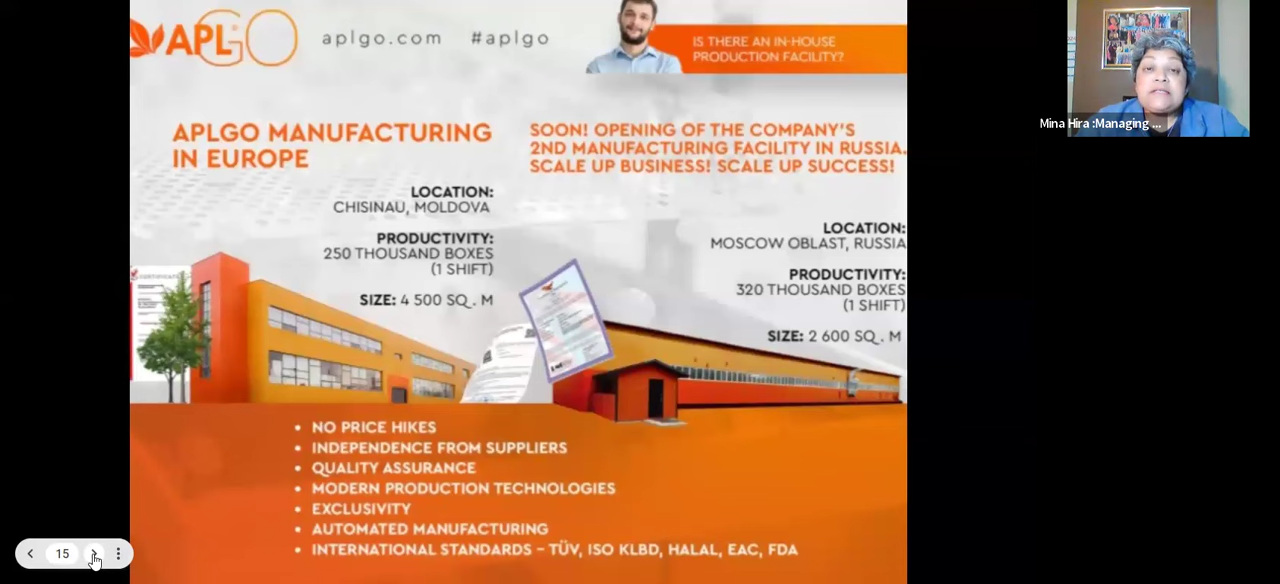 APL GO
aplgo.com #aplgo
IS THERE AN IN-HOUSE
PRODUCTION FACILITY?
APLGO MANUFACTURING
IN EUROPE
LOCATION:
CHISINAU, MOLDOVA
PRODUCTIVITY:
250 THOUSAND BOXES
(1 SHIFT)
SIZE: 4 500 SQ. M
SOON! OPENING OF THE COMPANY'S
2ND MANUFACTURING FACILITY IN RUSSIA.
SCALE UP BUSINESS! SCALE UP SUCCESS!
LOCATION:
MOSCOW OBLAST, RUSSIA
PRODUCTIVITY:
320 THOUSAND BOXES
(1 SHIFT)
SIZE: 2 600 SQ. M
• NO PRICE HIKES
• INDEPENDENCE FROM SUPPLIERS
• QUALITY ASSURANCE
• MODERN PRODUCTION TECHNOLOGIES
• EXCLUSIVITY
• AUTOMATED MANUFACTURING
• INTERNATIONAL STANDARDS – TÜV, ISO KLBD, HALAL, EAC, FDA
Mina Hira :Managing ...
15